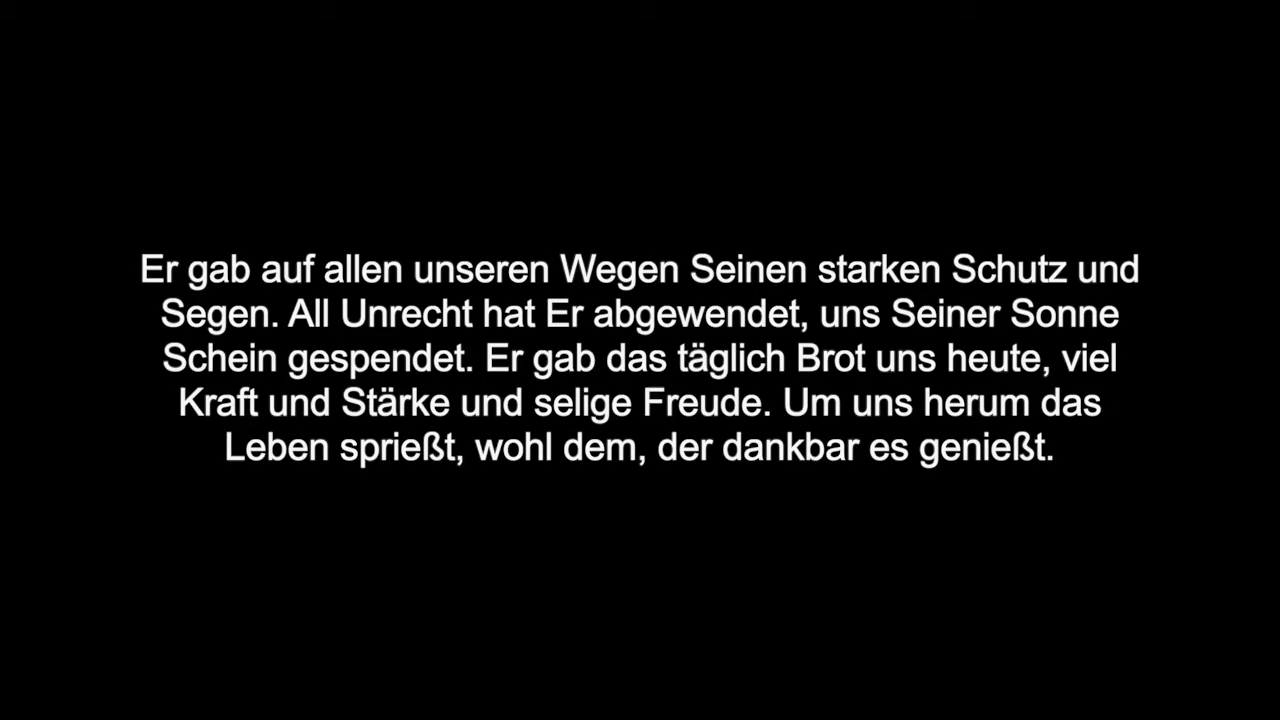 Er gab auf allen unseren Wegen Seinen starken Schutz und
Segen. All Unrecht hat Er abgewendet, uns Seiner Sonne
Schein gespendet. Er gab das täglich Brot uns heute, viel
Kraft und Stärke und selige Freude. Um uns herum das
Leben sprießt, wohl dem, der dankbar es genießt.